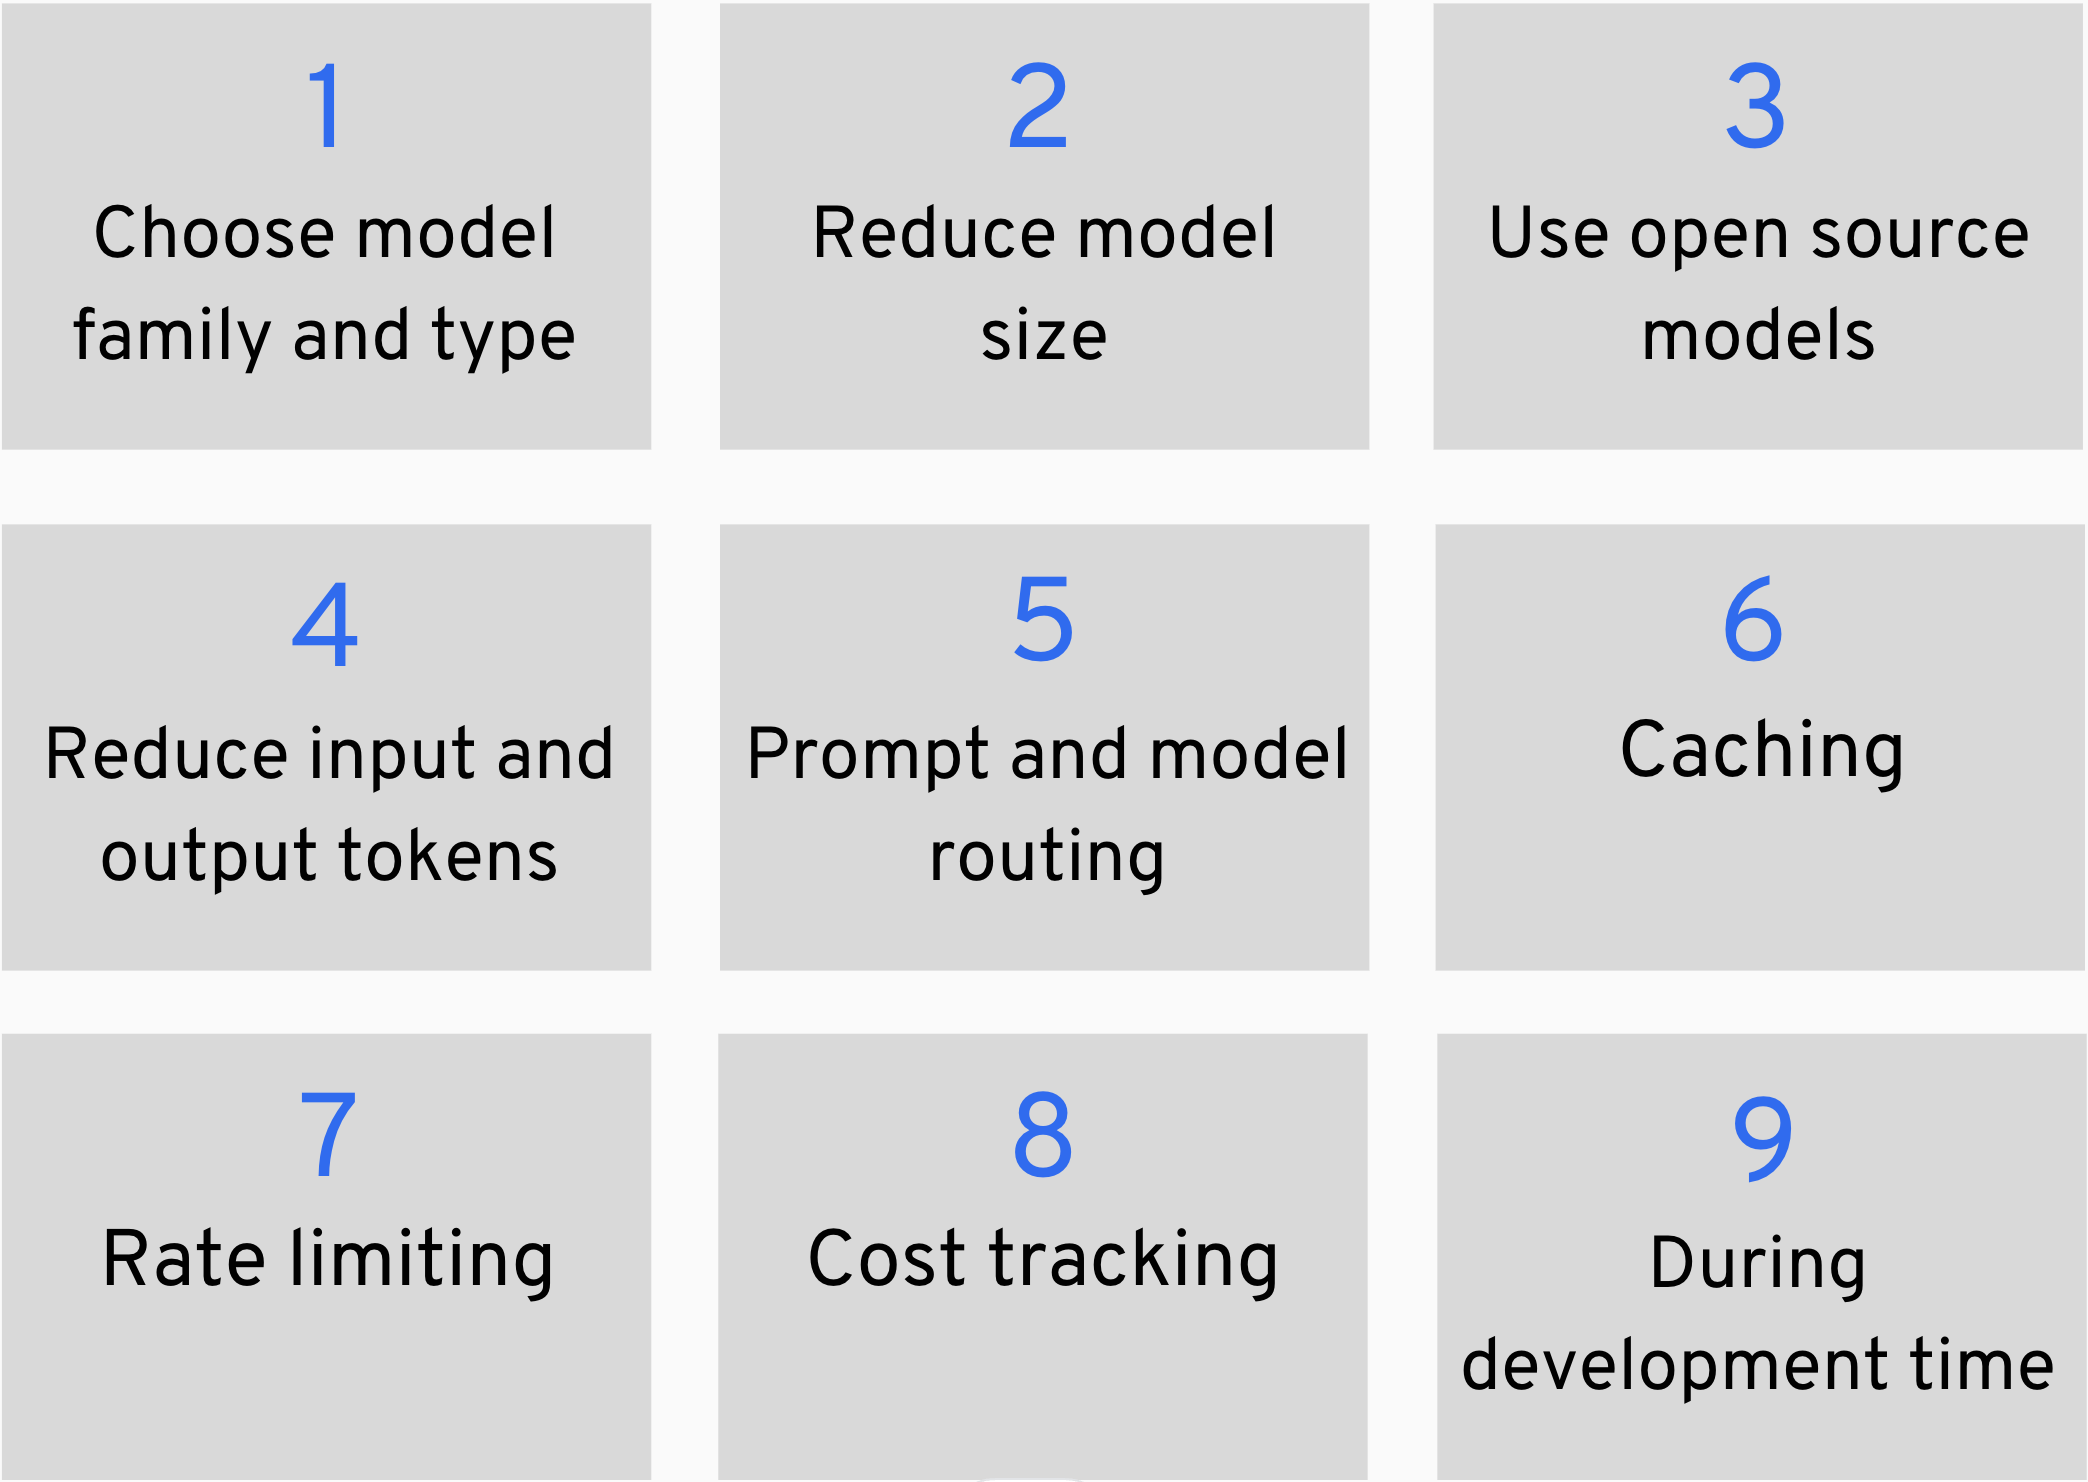 1
Choose model
family and type
2
Reduce model
size
3
Use open source
models
4
Reduce input and
output tokens
5
Prompt and model
routing
6
Caching
7
Rate limiting
8
Cost tracking
9
During
development time